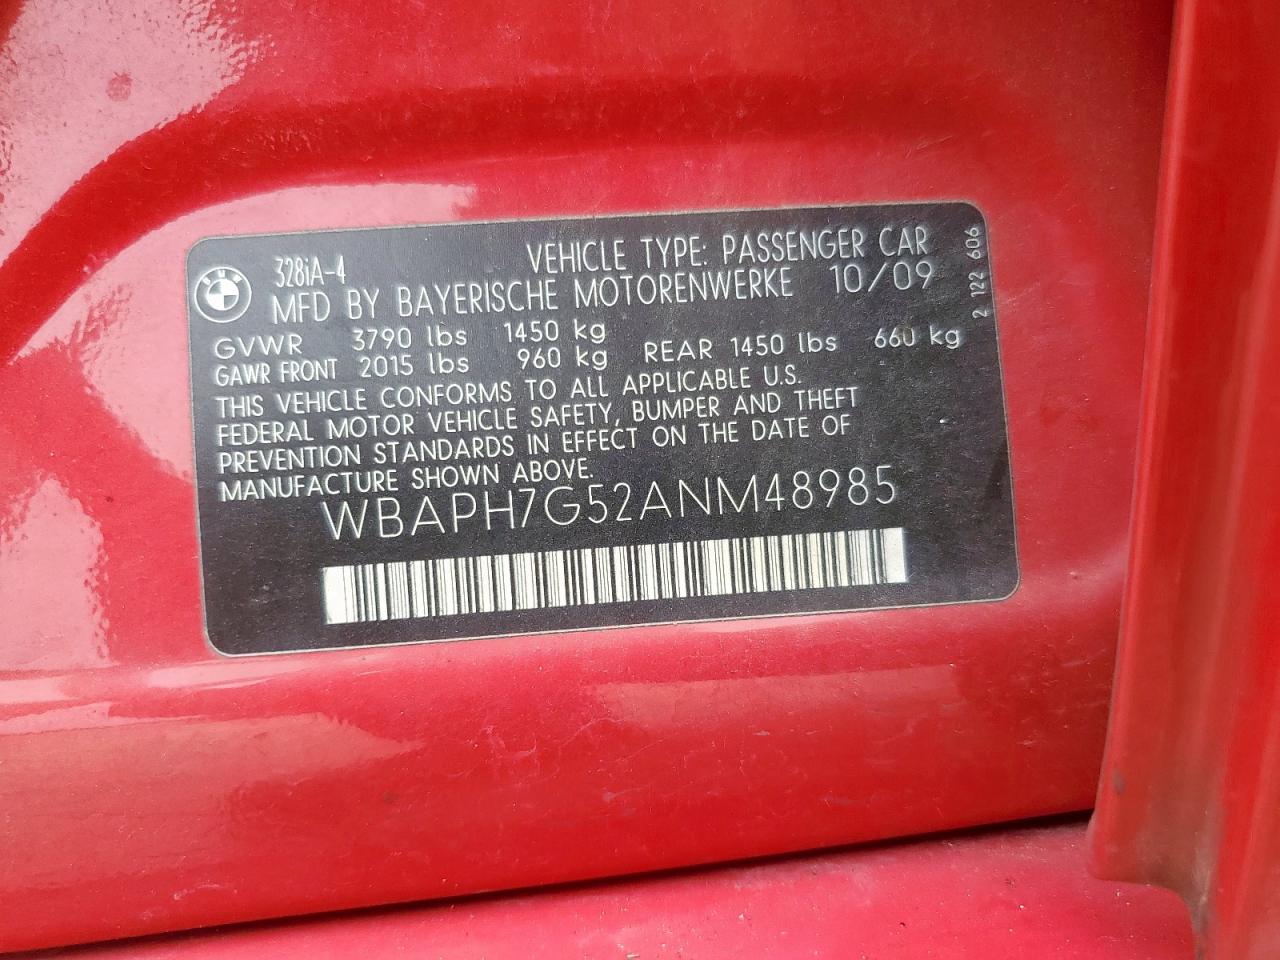 BMW
328iA-4
VEHICLE TYPE: PASSENGER CAR
MFD BY BAYERISCHE MOTORENWERKE 10/09
GVWR 3790 lbs 1450 kg
GAWR FRONT 2015 lbs 960 kg REAR 1450 lbs 660 kg
THIS VEHICLE CONFORMS TO ALL APPLICABLE U.S.
FEDERAL MOTOR VEHICLE SAFETY, BUMPER AND THEFT
PREVENTION STANDARDS IN EFFECT ON THE DATE OF
MANUFACTURE SHOWN ABOVE.
WBAPH7G52ANM48985
2 122 606